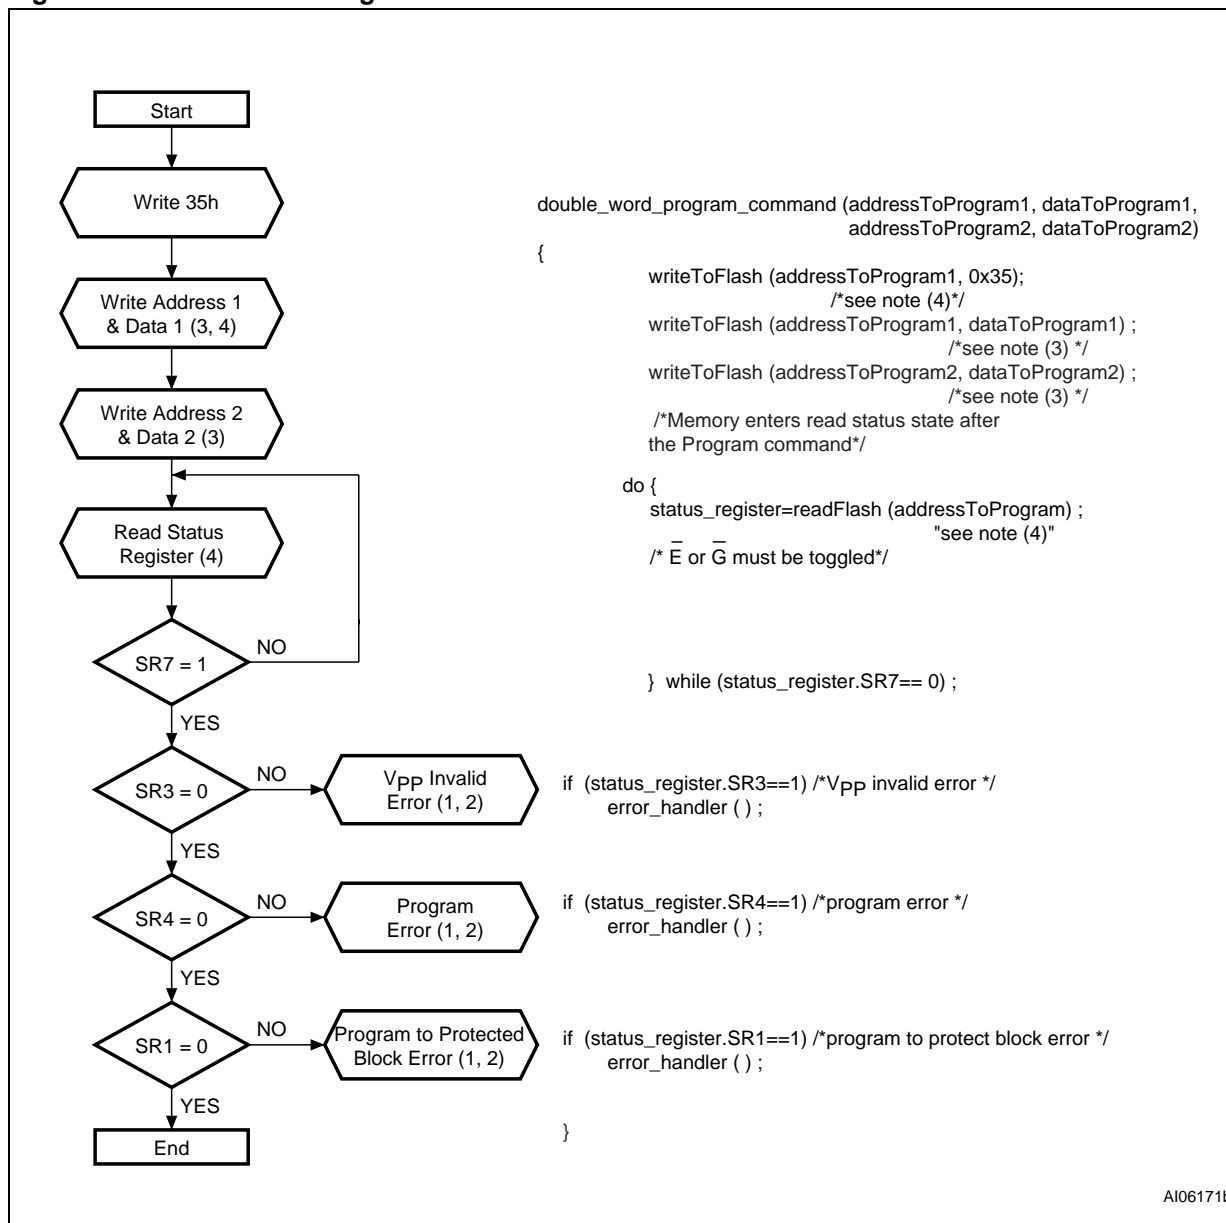 Start
Write 35h
Write Address 1
& Data 1 (3, 4)
Write Address 2
& Data 2 (3)
Read Status
Register (4)
SR7 = 1
NO
YES
SR3 = 0
NO
VPP Invalid
Error (1, 2)
YES
SR4 = 0
NO
Program
Error (1, 2)
YES
SR1 = 0
NO
Program to Protected
Block Error (1, 2)
YES
End
double_word_program_command (addressToProgram1, dataToProgram1,
addressToProgram2, dataToProgram2)
{
writeToFlash (addressToProgram1, 0x35);
/*see note (4)*/
writeToFlash (addressToProgram1, dataToProgram1) ;
/*see note (3) */
writeToFlash (addressToProgram2, dataToProgram2) ;
/*see note (3) */
/*Memory enters read status state after
the Program command*/
do {
status_register=readFlash (addressToProgram) ;
"see note (4)"
/* E̅ or G̅ must be toggled*/
} while (status_register.SR7== 0) ;
if (status_register.SR3==1) /*VPP invalid error */
error_handler ( ) ;
if (status_register.SR4==1) /*program error */
error_handler ( ) ;
if (status_register.SR1==1) /*program to protect block error */
error_handler ( ) ;
}
AI06171b